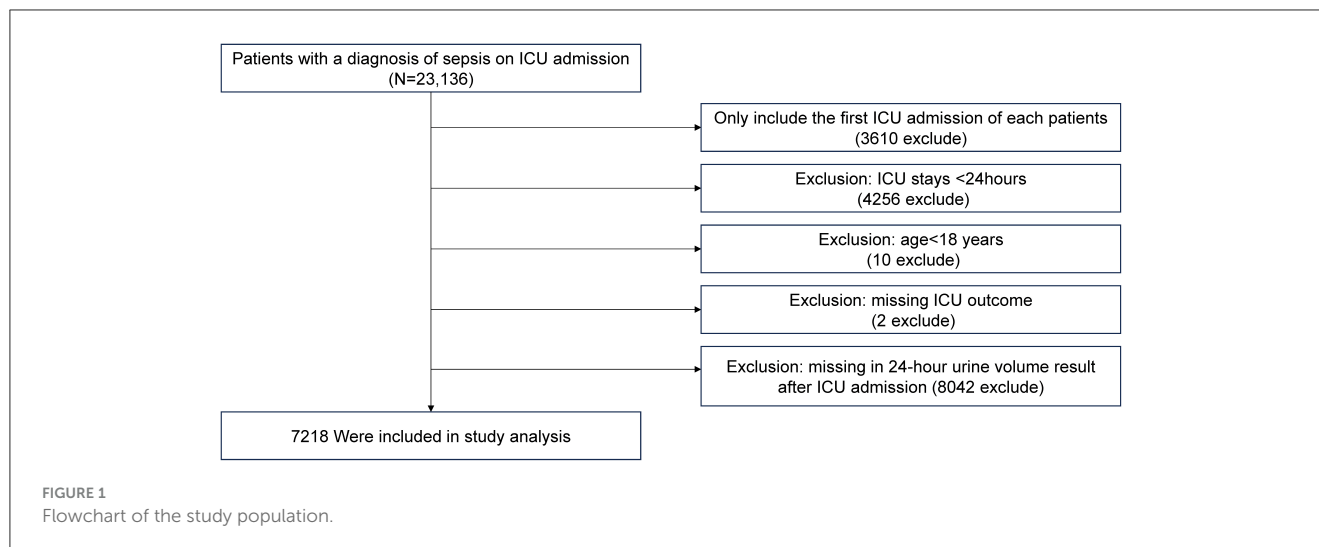 Patients with a diagnosis of sepsis on ICU admission
(N=23,136)
Only include the first ICU admission of each patients
(3610 exclude)
Exclusion: ICU stays <24hours
(4256 exclude)
Exclusion: age<18 years
(10 exclude)
Exclusion: missing ICU outcome
(2 exclude)
Exclusion: missing in 24-hour urine volume result
after ICU admission (8042 exclude)
7218 Were included in study analysis
FIGURE 1
Flowchart of the study population.